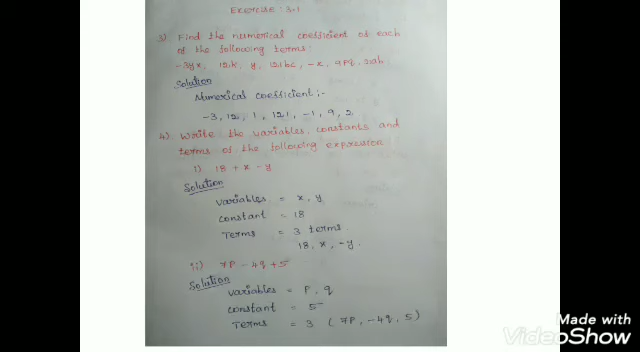 Exercise : 3.1
3) Find the numerical coefficient of each
of the following terms:
-3yx, 12k, y, 121bc, -x, 9pq, 2ab.
Solution
Numerical coefficient :-
-3, 12, 1, 121, -1, 9, 2
4) Write the variables, constants and
terms of the following expression
i) 18 + x - y
Solution
variables = x, y
constant = 18
Terms = 3 terms
18, x, -y.
ii) 7p - 4q + 5
Solution
variables = p, q
constant = 5
Terms = 3 (7p, -4q, 5)
Made with
VideoShow